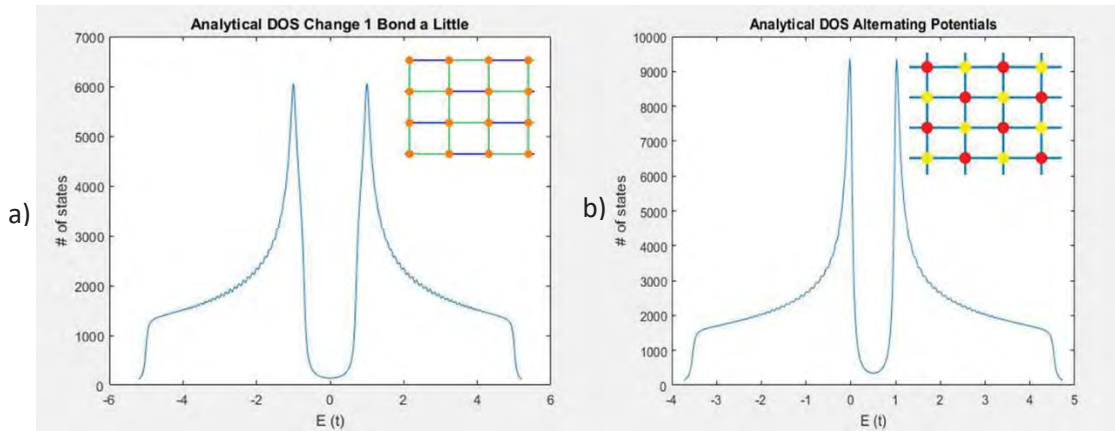 a)
Analytical DOS Change 1 Bond a Little
# of states
7000
6000
5000
4000
3000
2000
1000
0
-6 -4 -2 0 2 4 6
E (t)
b)
Analytical DOS Alternating Potentials
# of states
10000
9000
8000
7000
6000
5000
4000
3000
2000
1000
0
-4 -3 -2 -1 0 1 2 3 4 5
E (t)